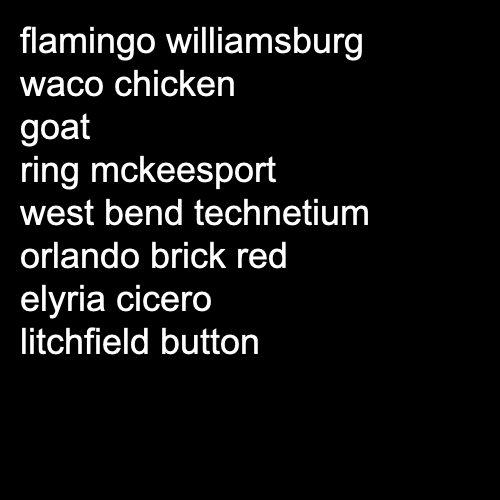 flamingo williamsburg
waco chicken
goat
ring mckeesport
west bend technetium
orlando brick red
elyria cicero
litchfield button